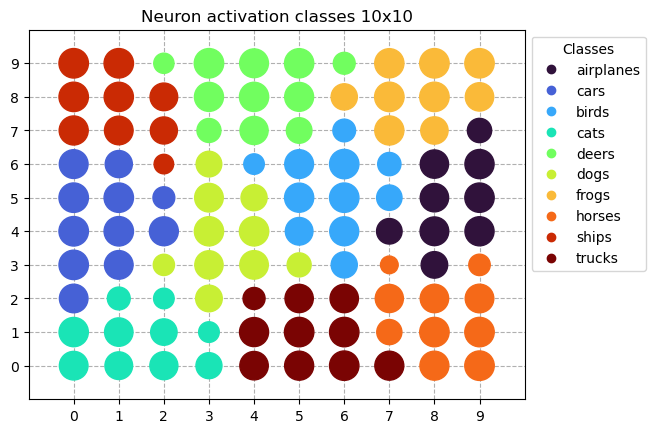 Neuron activation classes 10x10
9
8
7
6
5
4
3
2
1
0
0 1 2 3 4 5 6 7 8 9
Classes
airplanes
cars
birds
cats
deers
dogs
frogs
horses
ships
trucks